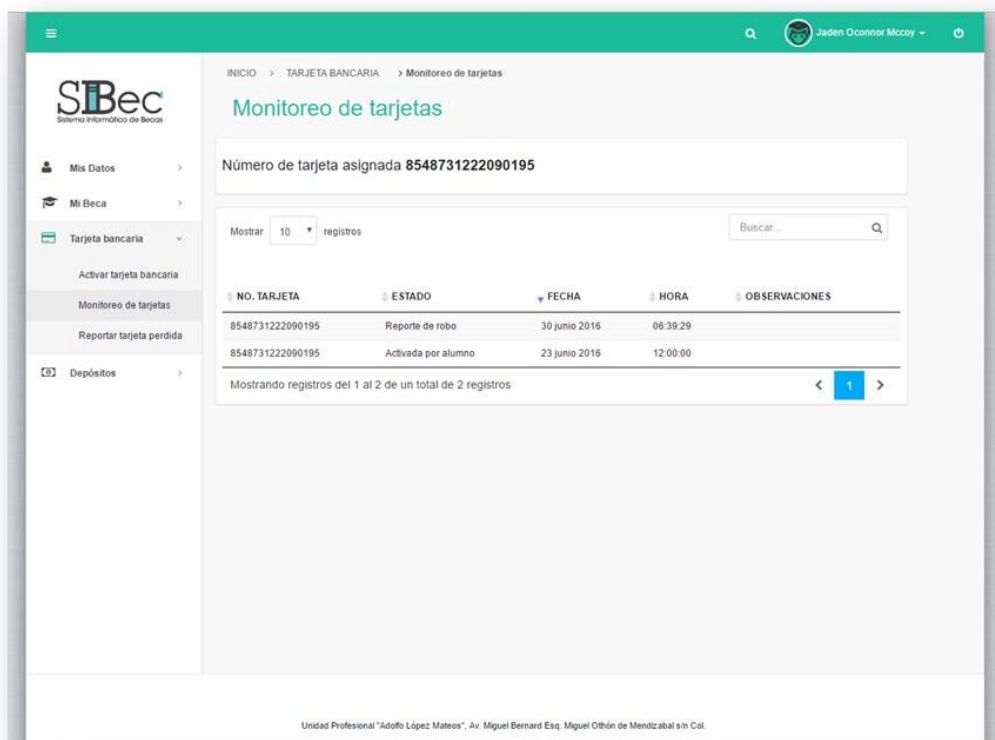 Jaden Oconnor Mccoy
SiBec
Sistema Informático de Becas
INICIO > TARJETA BANCARIA > Monitoreo de tarjetas
Monitoreo de tarjetas
Número de tarjeta asignada 8548731222090195
Mis Datos
Mi Beca
Tarjeta bancaria
Activar tarjeta bancaria
Monitoreo de tarjetas
Reportar tarjeta perdida
Depósitos
Mostrar 10 registros
Buscar...
NO. TARJETA ESTADO FECHA HORA OBSERVACIONES
8548731222090195 Reporte de robo 30 junio 2016 06:39:29
8548731222090195 Activada por alumno 23 junio 2016 12:00:00
Mostrando registros del 1 al 2 de un total de 2 registros
< 1 >
Unidad Profesional "Adolfo López Mateos", Av. Miguel Bernard Esq. Miguel Othón de Mendizabal s/n Col.